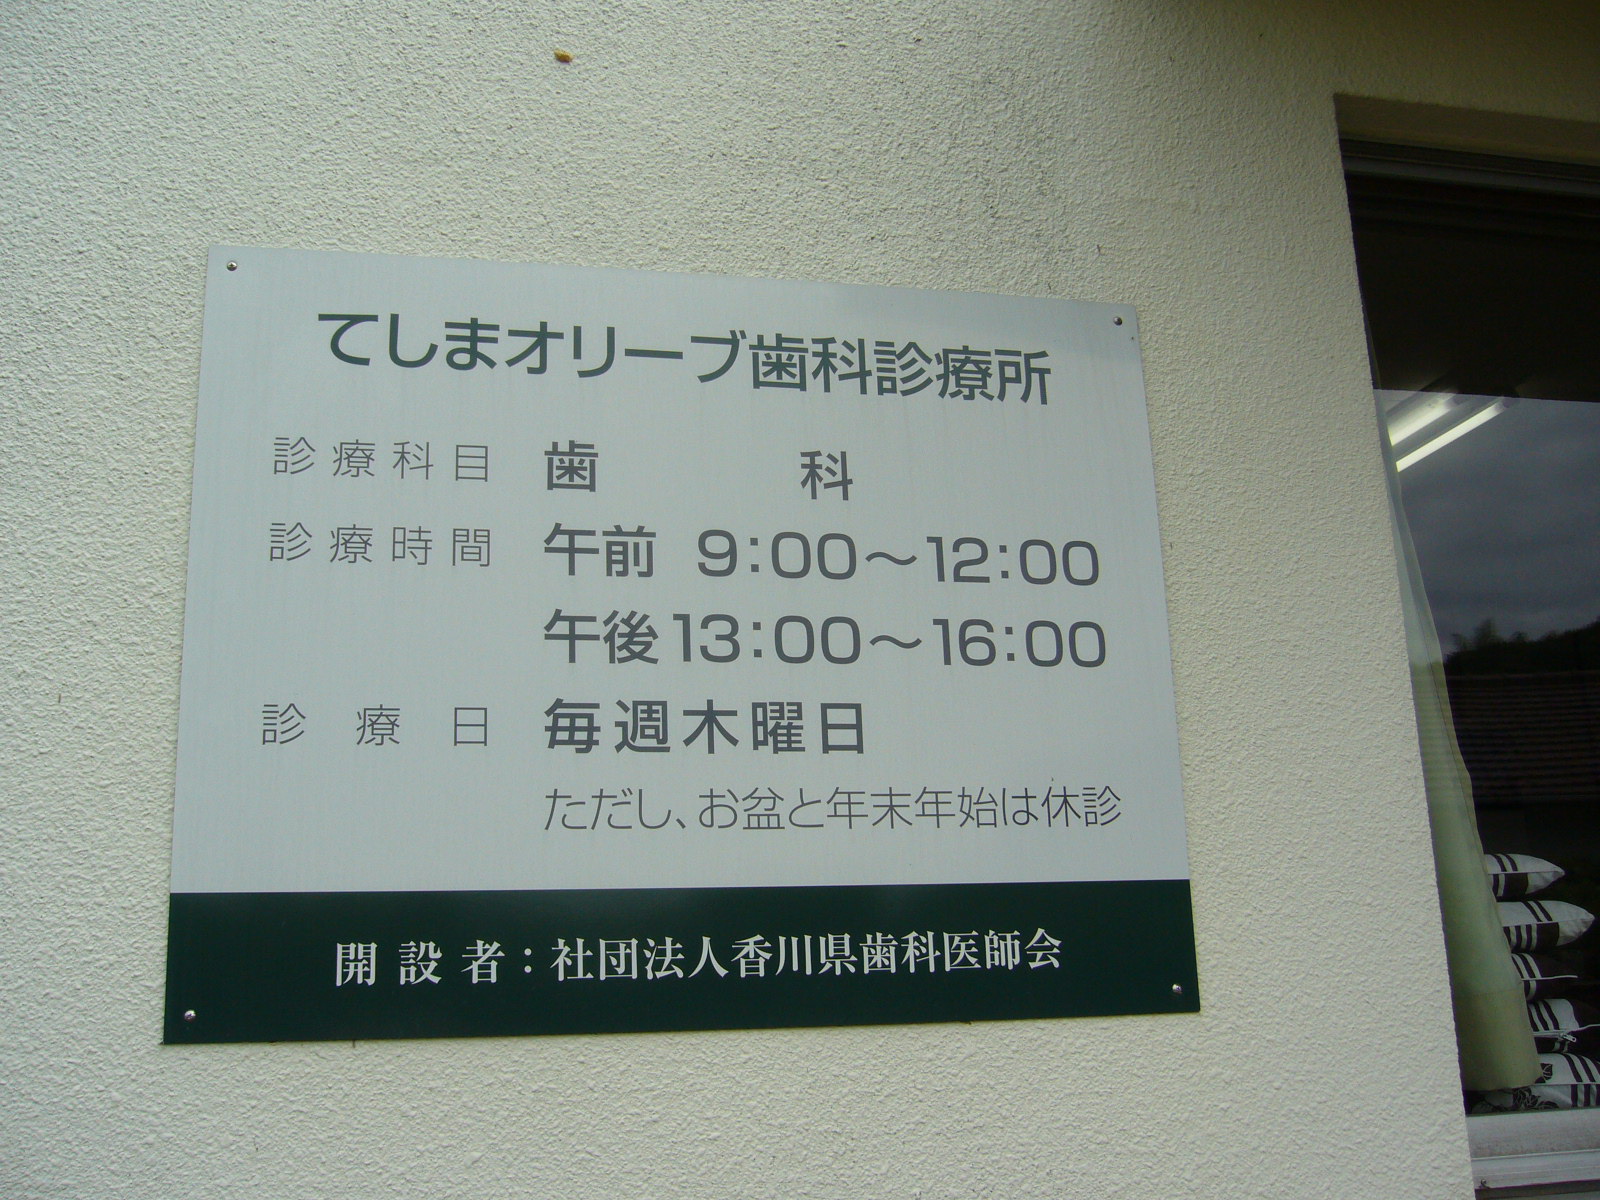 てしまオリーブ歯科診療所
診療科目 歯 科
診療時間 午前 9:00〜12:00
午後13:00〜16:00
診療日 毎週木曜日
ただし、お盆と年末年始は休診
開設者：社団法人香川県歯科医師会